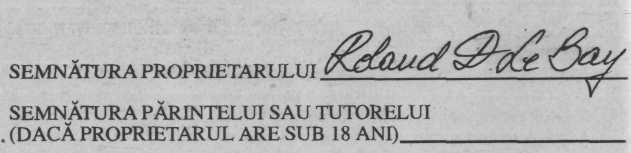 SEMNĂTURA PROPRIETARULUI Roland D. Le Bay
SEMNĂTURA PĂRINTELUI SAU TUTORELUI
(DACĂ PROPRIETARUL ARE SUB 18 ANI)